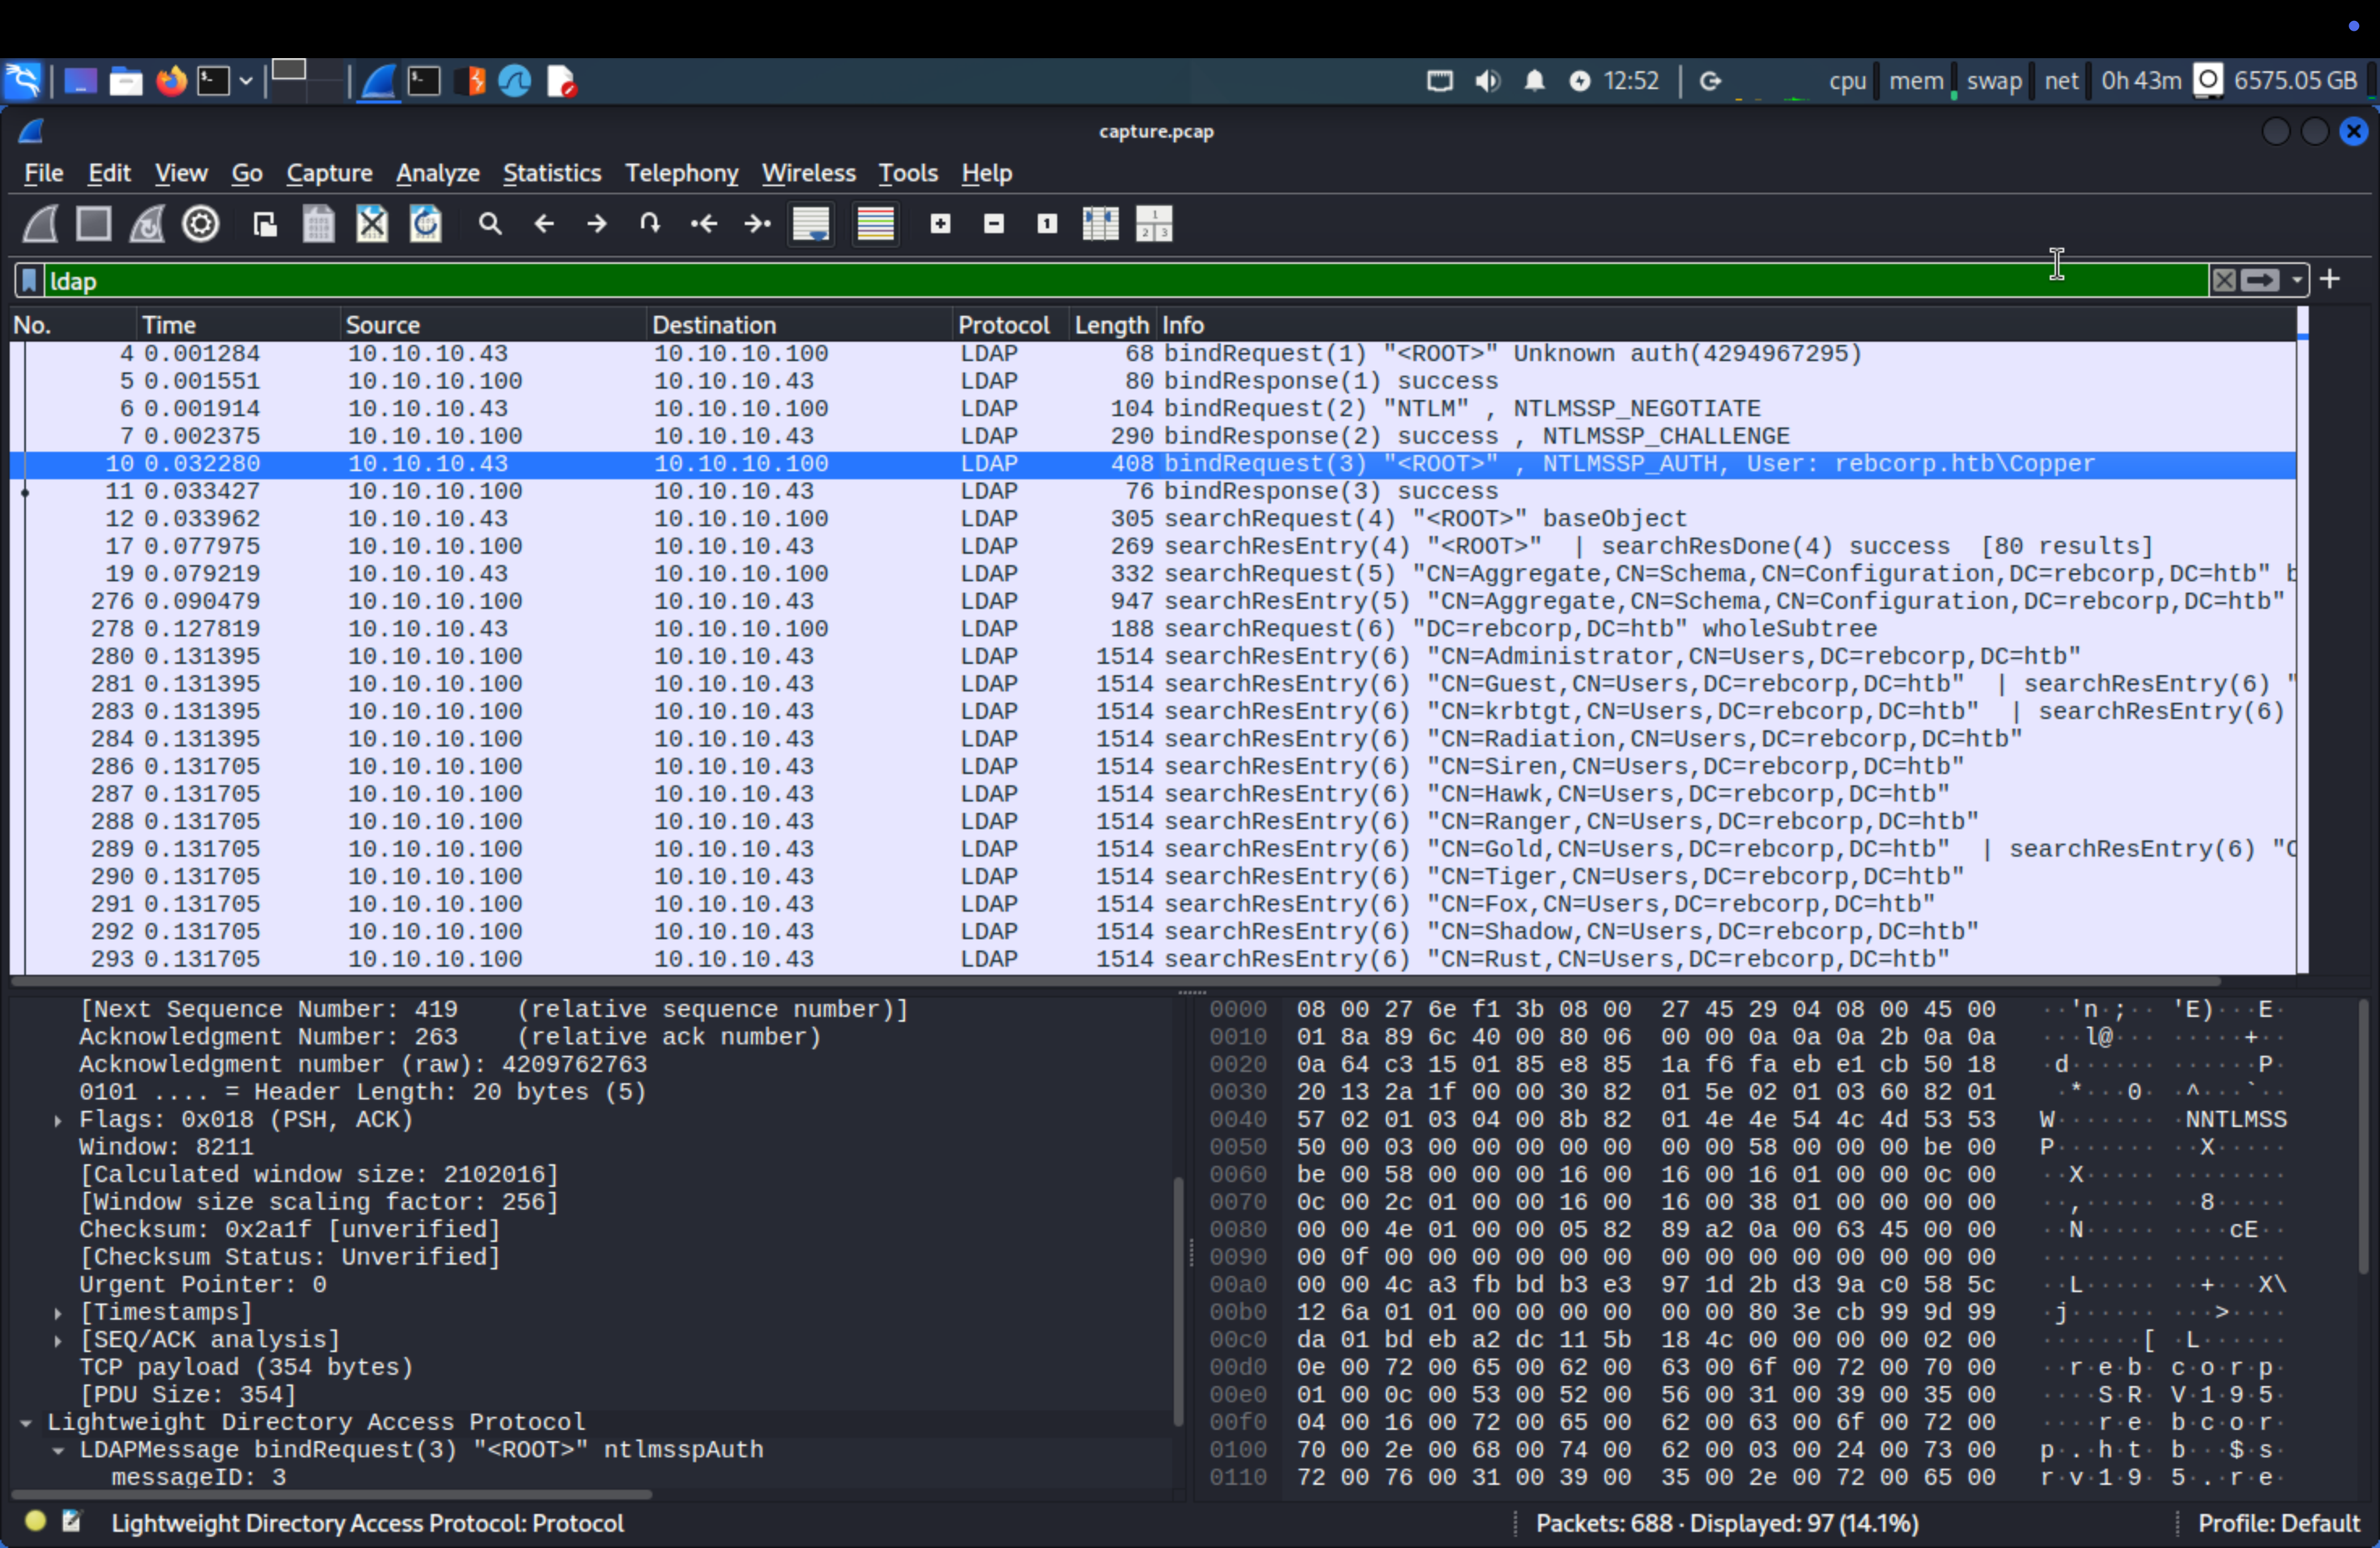 12:52 cpu mem swap net 0h 43m 6575.05 GB
capture.pcap
File Edit View Go Capture Analyze Statistics Telephony Wireless Tools Help
ldap
No. Time Source Destination Protocol Length Info
4 0.001284 10.10.10.43 10.10.10.100 LDAP 68 bindRequest(1) "<ROOT>" Unknown auth(4294967295)
5 0.001551 10.10.10.100 10.10.10.43 LDAP 80 bindResponse(1) success
6 0.001914 10.10.10.43 10.10.10.100 LDAP 104 bindRequest(2) "NTLM" , NTLMSSP_NEGOTIATE
7 0.002375 10.10.10.100 10.10.10.43 LDAP 290 bindResponse(2) success , NTLMSSP_CHALLENGE
10 0.032280 10.10.10.43 10.10.10.100 LDAP 408 bindRequest(3) "<ROOT>" , NTLMSSP_AUTH, User: rebcorp.htb\Copper
11 0.033427 10.10.10.100 10.10.10.43 LDAP 76 bindResponse(3) success
12 0.033962 10.10.10.43 10.10.10.100 LDAP 305 searchRequest(4) "<ROOT>" baseObject
17 0.077975 10.10.10.100 10.10.10.43 LDAP 269 searchResEntry(4) "<ROOT>" | searchResDone(4) success [80 results]
19 0.079219 10.10.10.43 10.10.10.100 LDAP 332 searchRequest(5) "CN=Aggregate,CN=Schema,CN=Configuration,DC=rebcorp,DC=htb" b
276 0.090479 10.10.10.100 10.10.10.43 LDAP 947 searchResEntry(5) "CN=Aggregate,CN=Schema,CN=Configuration,DC=rebcorp,DC=htb"
278 0.127819 10.10.10.43 10.10.10.100 LDAP 188 searchRequest(6) "DC=rebcorp,DC=htb" wholeSubtree
280 0.131395 10.10.10.100 10.10.10.43 LDAP 1514 searchResEntry(6) "CN=Administrator,CN=Users,DC=rebcorp,DC=htb"
281 0.131395 10.10.10.100 10.10.10.43 LDAP 1514 searchResEntry(6) "CN=Guest,CN=Users,DC=rebcorp,DC=htb" | searchResEntry(6) "
283 0.131395 10.10.10.100 10.10.10.43 LDAP 1514 searchResEntry(6) "CN=krbtgt,CN=Users,DC=rebcorp,DC=htb" | searchResEntry(6)
284 0.131395 10.10.10.100 10.10.10.43 LDAP 1514 searchResEntry(6) "CN=Radiation,CN=Users,DC=rebcorp,DC=htb"
286 0.131705 10.10.10.100 10.10.10.43 LDAP 1514 searchResEntry(6) "CN=Siren,CN=Users,DC=rebcorp,DC=htb"
287 0.131705 10.10.10.100 10.10.10.43 LDAP 1514 searchResEntry(6) "CN=Hawk,CN=Users,DC=rebcorp,DC=htb"
288 0.131705 10.10.10.100 10.10.10.43 LDAP 1514 searchResEntry(6) "CN=Ranger,CN=Users,DC=rebcorp,DC=htb"
289 0.131705 10.10.10.100 10.10.10.43 LDAP 1514 searchResEntry(6) "CN=Gold,CN=Users,DC=rebcorp,DC=htb" | searchResEntry(6) "C
290 0.131705 10.10.10.100 10.10.10.43 LDAP 1514 searchResEntry(6) "CN=Tiger,CN=Users,DC=rebcorp,DC=htb"
291 0.131705 10.10.10.100 10.10.10.43 LDAP 1514 searchResEntry(6) "CN=Fox,CN=Users,DC=rebcorp,DC=htb"
292 0.131705 10.10.10.100 10.10.10.43 LDAP 1514 searchResEntry(6) "CN=Shadow,CN=Users,DC=rebcorp,DC=htb"
293 0.131705 10.10.10.100 10.10.10.43 LDAP 1514 searchResEntry(6) "CN=Rust,CN=Users,DC=rebcorp,DC=htb"
[Next Sequence Number: 419 (relative sequence number)]
Acknowledgment Number: 263 (relative ack number)
Acknowledgment number (raw): 4209762763
0101 .... = Header Length: 20 bytes (5)
Flags: 0x018 (PSH, ACK)
Window: 8211
[Calculated window size: 2102016]
[Window size scaling factor: 256]
Checksum: 0x2a1f [unverified]
[Checksum Status: Unverified]
Urgent Pointer: 0
[Timestamps]
[SEQ/ACK analysis]
TCP payload (354 bytes)
[PDU Size: 354]
Lightweight Directory Access Protocol
LDAPMessage bindRequest(3) "<ROOT>" ntlmsspAuth
messageID: 3
0000 08 00 27 6e f1 3b 08 00 27 45 29 04 08 00 45 00 ··'n·;·· 'E)···E·
0010 01 8a 89 6c 40 00 80 06 00 00 0a 0a 0a 2b 0a 0a ···l@··· ·····+··
0020 0a 64 c3 15 01 85 e8 85 1a f6 fa eb e1 cb 50 18 ·d······ ······P·
0030 20 13 2a 1f 00 00 30 82 01 5e 02 01 03 60 82 01 ·*···0· ·^···`··
0040 57 02 01 03 04 00 8b 82 01 4e 4e 54 4c 4d 53 53 W······· ·NNTLMSS
0050 50 00 03 00 00 00 00 00 00 00 58 00 00 00 be 00 P······· ··X·····
0060 be 00 58 00 00 00 16 00 16 00 16 01 00 00 0c 00 ··X····· ········
0070 0c 00 2c 01 00 00 16 00 16 00 38 01 00 00 00 00 ··,····· ··8·····
0080 00 00 4e 01 00 00 05 82 89 a2 0a 00 63 45 00 00 ··N····· ····cE··
0090 00 0f 00 00 00 00 00 00 00 00 00 00 00 00 00 00 ········ ········
00a0 00 00 4c a3 fb bd b3 e3 97 1d 2b d3 9a c0 58 5c ··L····· ··+···X\
00b0 12 6a 01 01 00 00 00 00 00 00 80 3e cb 99 9d 99 ·j······ ···>····
00c0 da 01 bd eb a2 dc 11 5b 18 4c 00 00 00 00 02 00 ·······[ ·L······
00d0 0e 00 72 00 65 00 62 00 63 00 6f 00 72 00 70 00 ··r·e·b· c·o·r·p·
00e0 01 00 0c 00 53 00 52 00 56 00 31 00 39 00 35 00 ····S·R· V·1·9·5·
00f0 04 00 16 00 72 00 65 00 62 00 63 00 6f 00 72 00 ····r·e· b·c·o·r·
0100 70 00 2e 00 68 00 74 00 62 00 03 00 24 00 73 00 p·.·h·t· b···$·s·
0110 72 00 76 00 31 00 39 00 35 00 2e 00 72 00 65 00 r·v·1·9· 5·.·r·e·
Lightweight Directory Access Protocol: Protocol Packets: 688 · Displayed: 97 (14.1%) Profile: Default